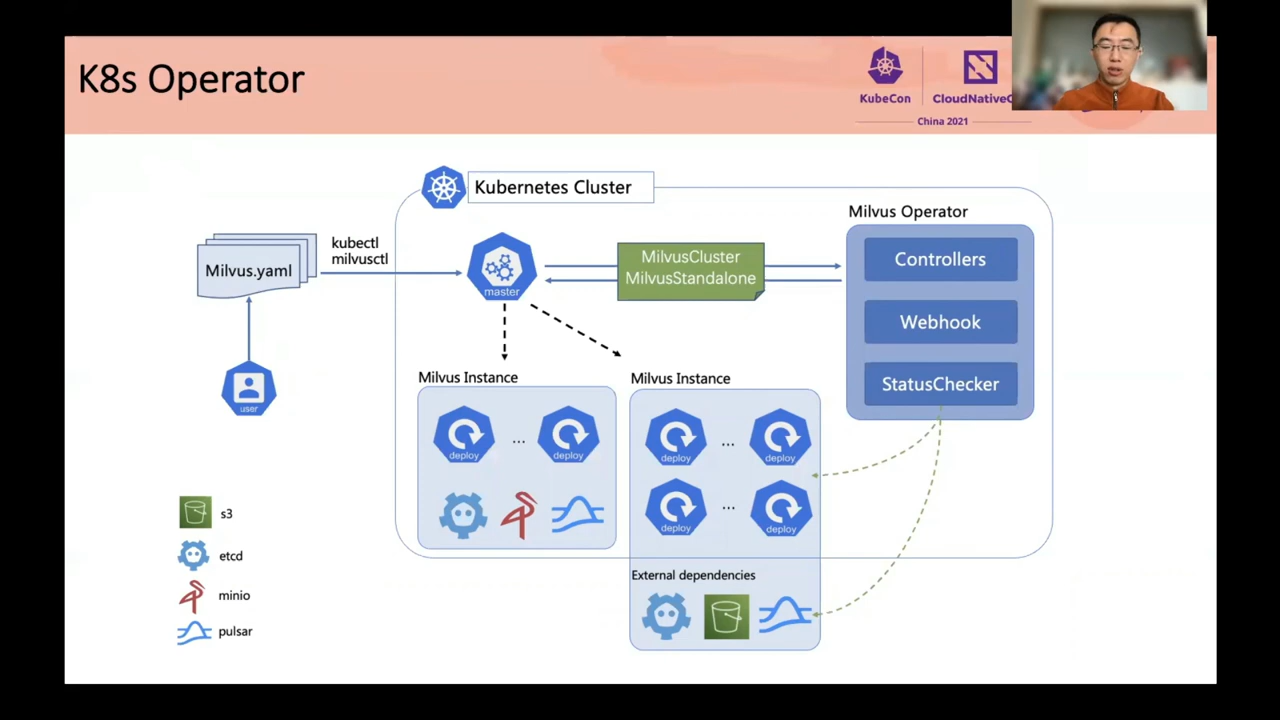 K8s Operator
KubeCon
CloudNativeC
China 2021
Kubernetes Cluster
Milvus Operator
kubectl
milvusctl
Milvus.yaml
master
MilvusCluster
MilvusStandalone
Controllers
Webhook
StatusChecker
user
Milvus Instance
deploy
...
deploy
Milvus Instance
deploy
...
deploy
deploy
...
deploy
External dependencies
s3
etcd
minio
pulsar